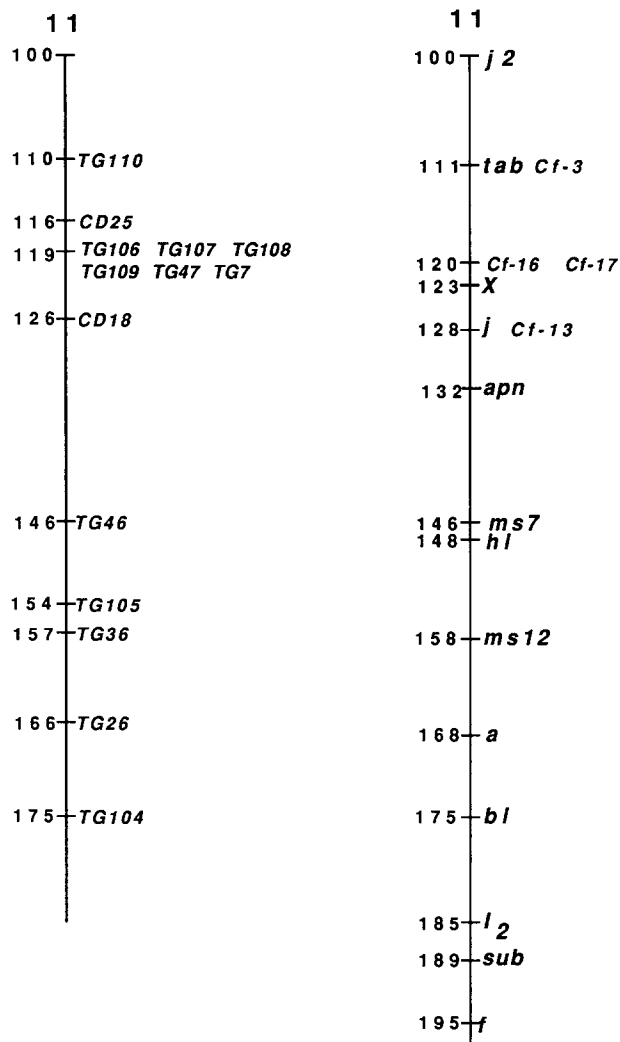 11
100
110 TG110
116 CD25
119 TG106 TG107 TG108
TG109 TG47 TG7
126 CD18
146 TG46
154 TG105
157 TG36
166 TG26
175 TG104
11
100 j2
111 tab Cf-3
120 Cf-16 Cf-17
123 X
128 j Cf-13
132 apn
146 ms7
148 hl
158 ms12
168 a
175 bl
185 l2
189 sub
195 f